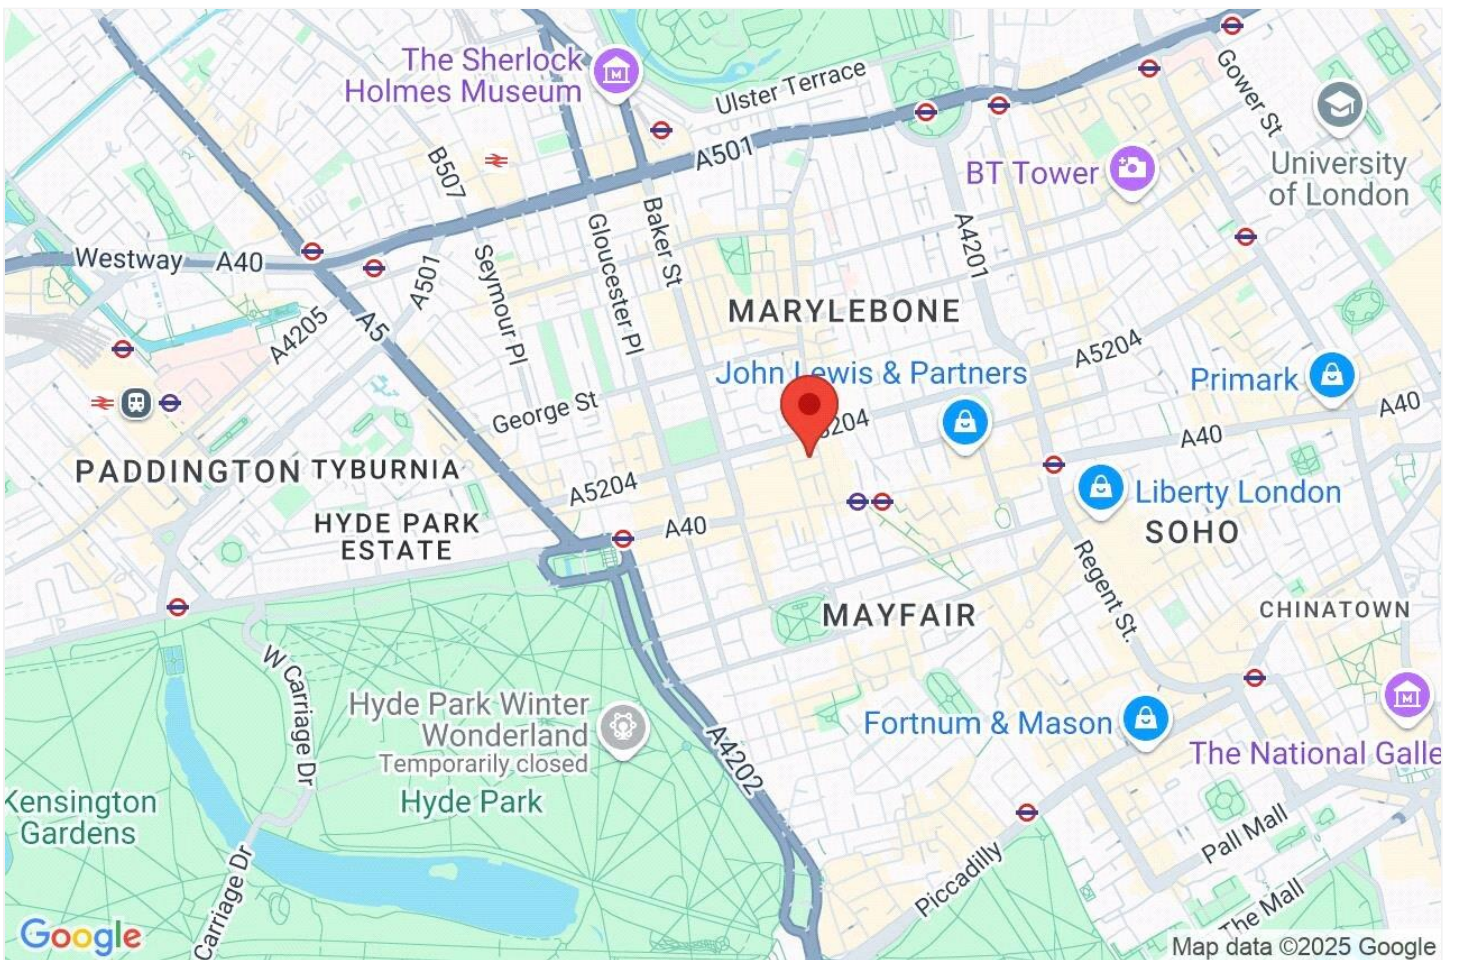 The Sherlock
Holmes Museum
Ulster Terrace
Gower St
A501
B507
BT Tower
University
of London
Westway
A40
A501
Seymour Pl
Gloucester Pl
Baker St
A4201
MARYLEBONE
A4205
A5
John Lewis & Partners
A5204
Primark
George St
5204
A40
A40
PADDINGTON
TYBURNIA
A5204
Liberty London
HYDE PARK
ESTATE
A40
SOHO
Regent St.
MAYFAIR
CHINATOWN
W Carriage Dr
Hyde Park Winter
Wonderland
Temporarily closed
Hyde Park
A4202
Fortnum & Mason
The National Galle
Kensington
Gardens
Pall Mall
Piccadilly
The Mall
Carriage Dr
Google
Map data ©2025 Google